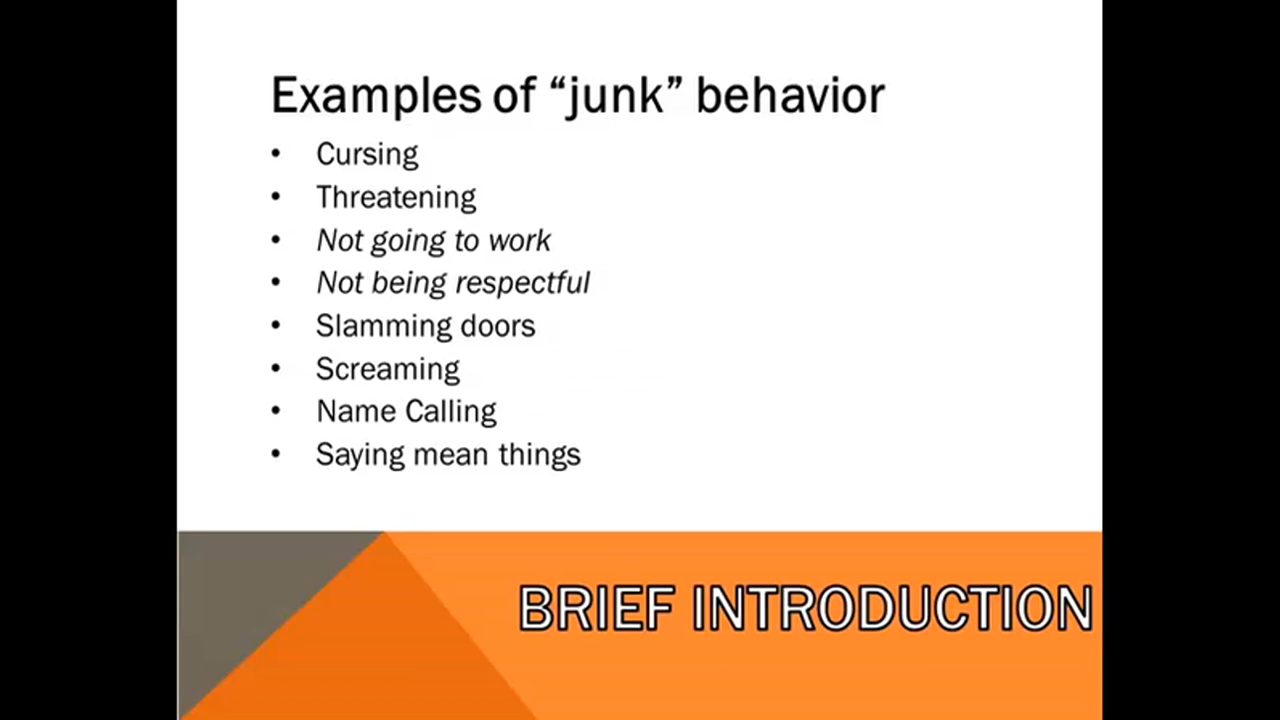 Examples of “junk” behavior
• Cursing
• Threatening
• Not going to work
• Not being respectful
• Slamming doors
• Screaming
• Name Calling
• Saying mean things
BRIEF INTRODUCTION